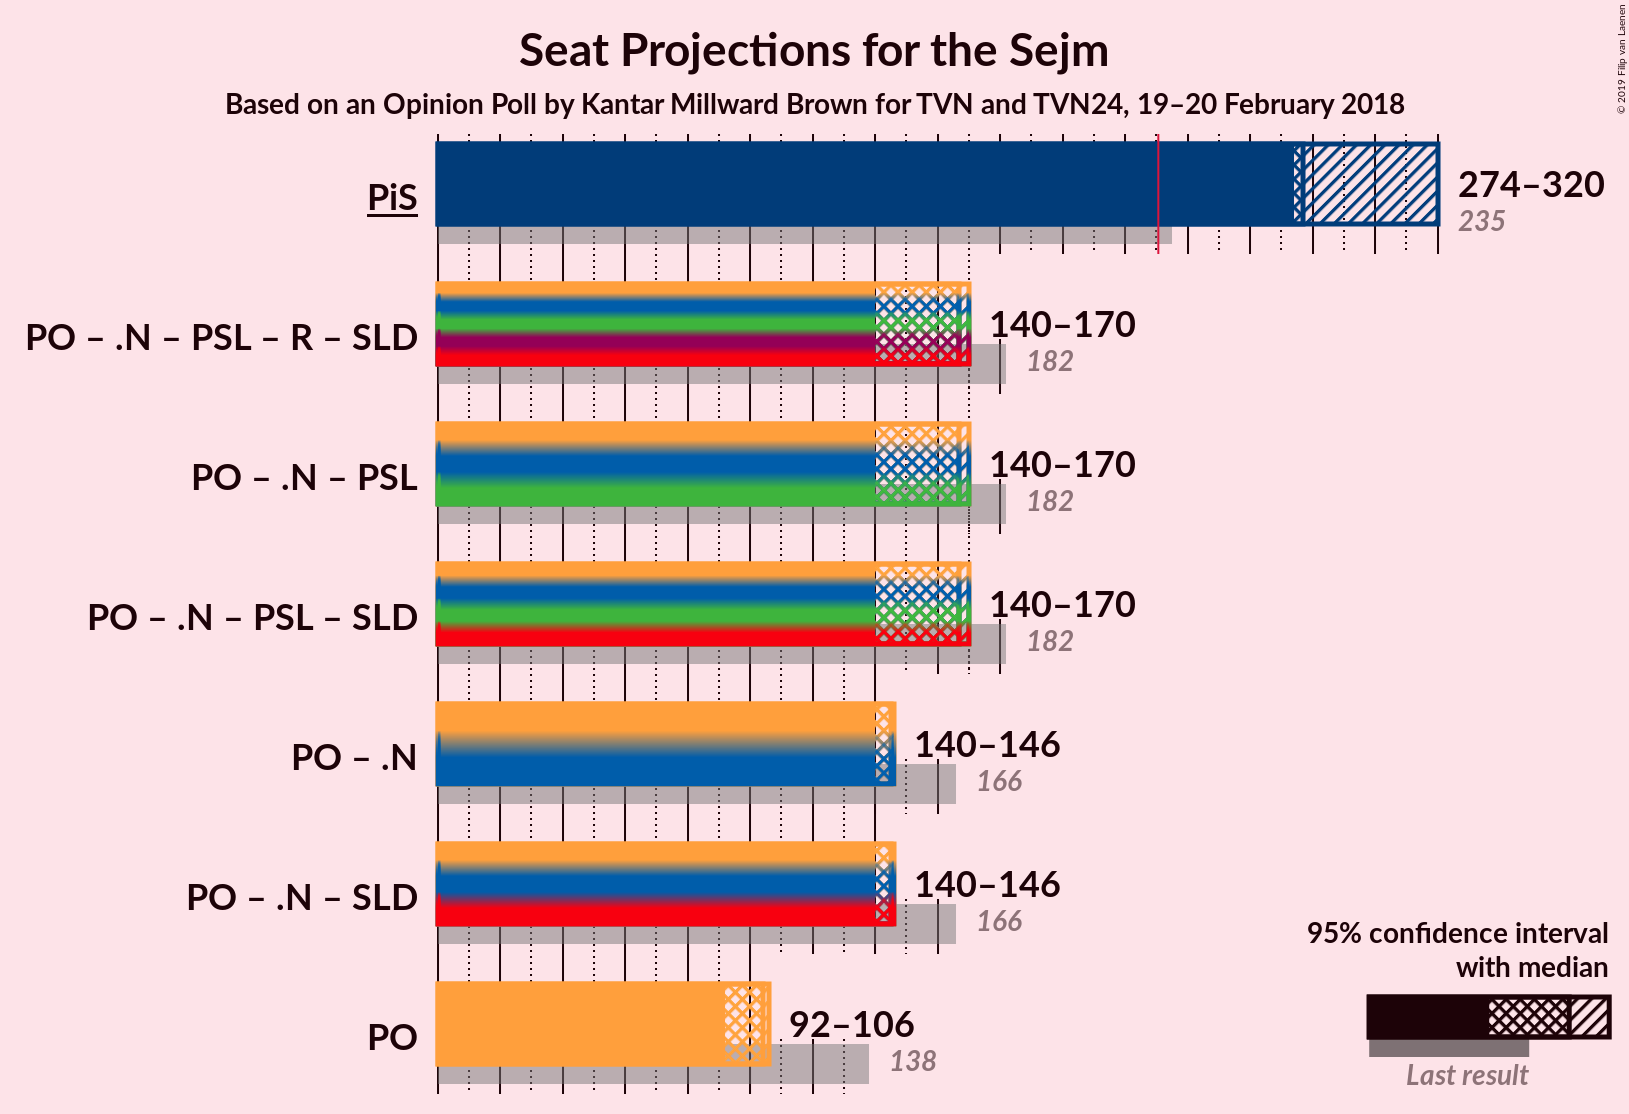 Seat Projections for the Sejm
Based on an Opinion Poll by Kantar Millward Brown for TVN and TVN24, 19–20 February 2018
© 2019 Filip van Laenen
PiS
274–320
235
PO – .N – PSL – R – SLD
140–170
182
PO – .N – PSL
140–170
182
PO – .N – PSL – SLD
140–170
182
PO – .N
140–146
166
PO – .N – SLD
140–146
166
PO
92–106
138
95% confidence interval
with median
Last result